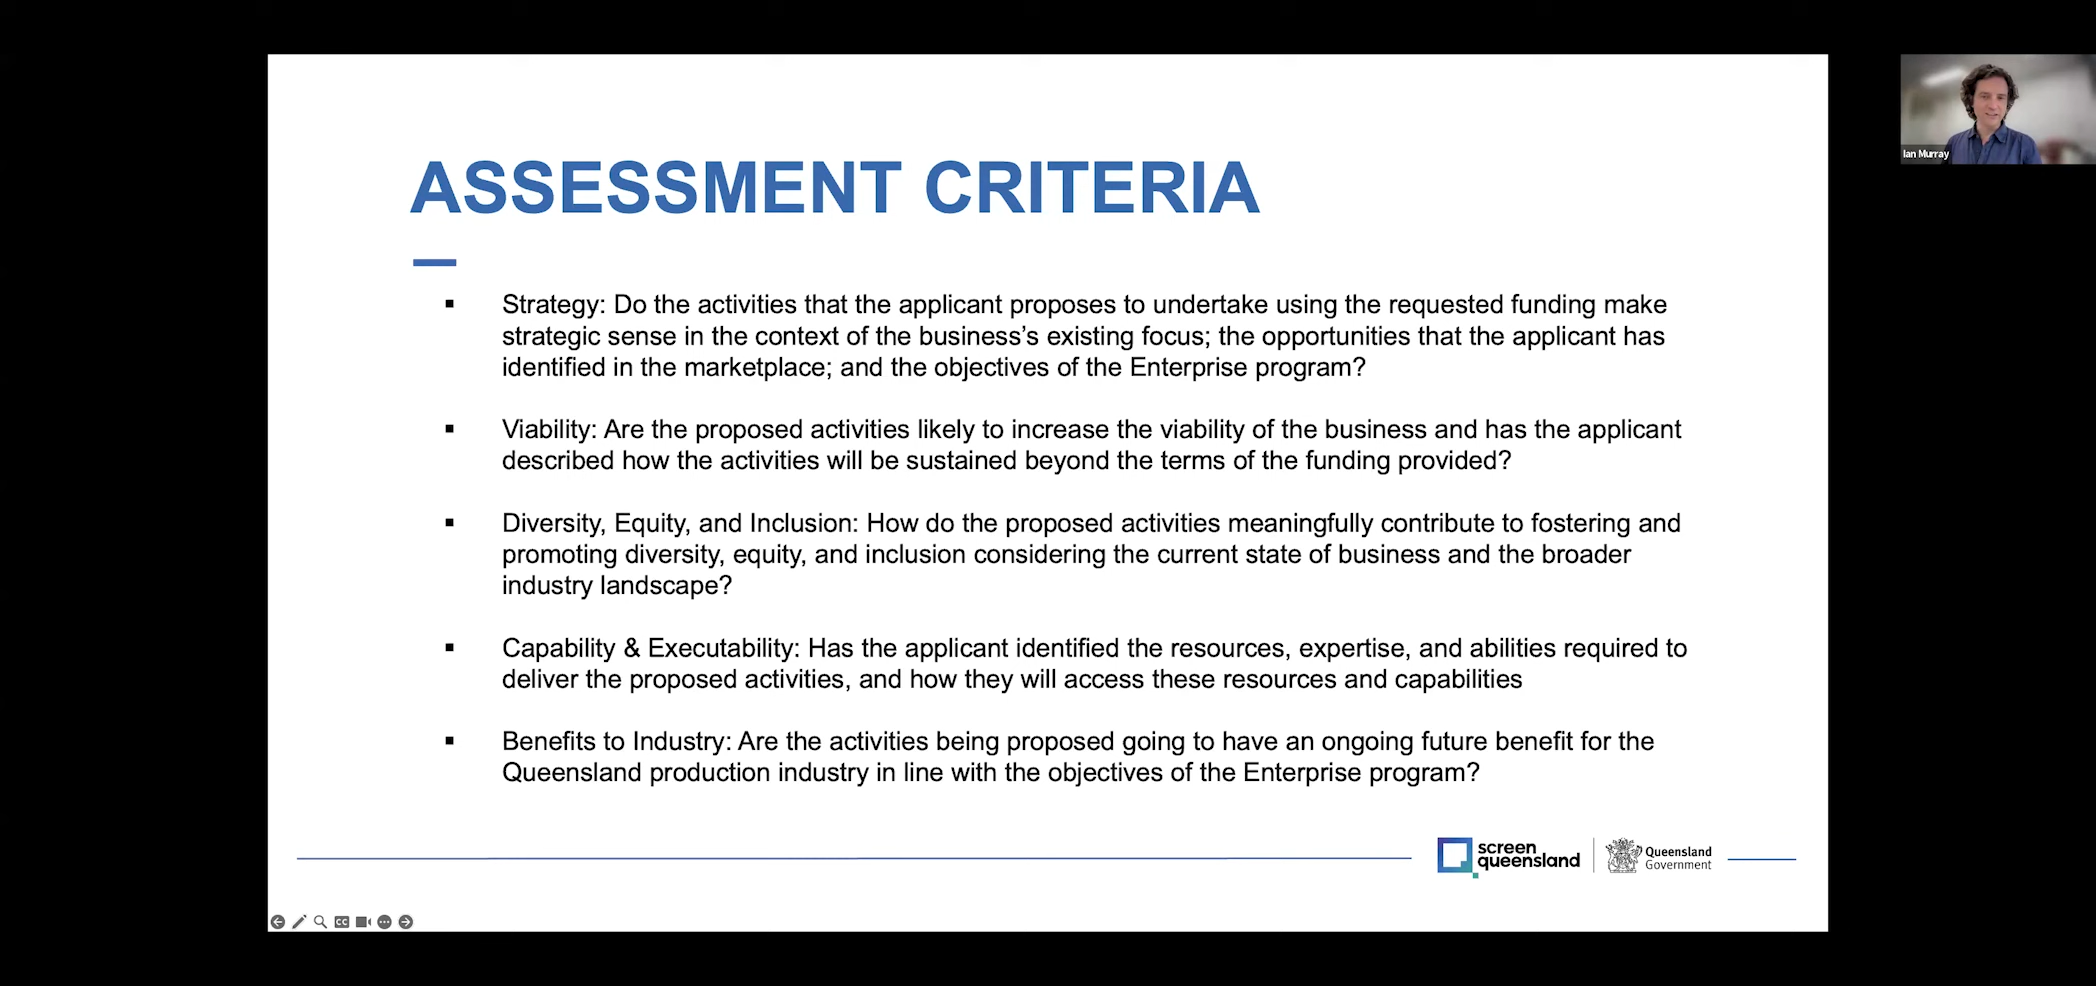 ASSESSMENT CRITERIA
Ian Murray
▪ Strategy: Do the activities that the applicant proposes to undertake using the requested funding make
strategic sense in the context of the business’s existing focus; the opportunities that the applicant has
identified in the marketplace; and the objectives of the Enterprise program?
▪ Viability: Are the proposed activities likely to increase the viability of the business and has the applicant
described how the activities will be sustained beyond the terms of the funding provided?
▪ Diversity, Equity, and Inclusion: How do the proposed activities meaningfully contribute to fostering and
promoting diversity, equity, and inclusion considering the current state of business and the broader
industry landscape?
▪ Capability & Executability: Has the applicant identified the resources, expertise, and abilities required to
deliver the proposed activities, and how they will access these resources and capabilities
▪ Benefits to Industry: Are the activities being proposed going to have an ongoing future benefit for the
Queensland production industry in line with the objectives of the Enterprise program?
screen
queensland
Queensland
Government
CC